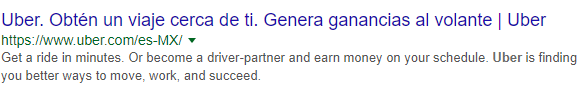 Uber. Obtén un viaje cerca de ti. Genera ganancias al volante | Uber
https://www.uber.com/es-MX/
Get a ride in minutes. Or become a driver-partner and earn money on your schedule. Uber is finding
you better ways to move, work, and succeed.